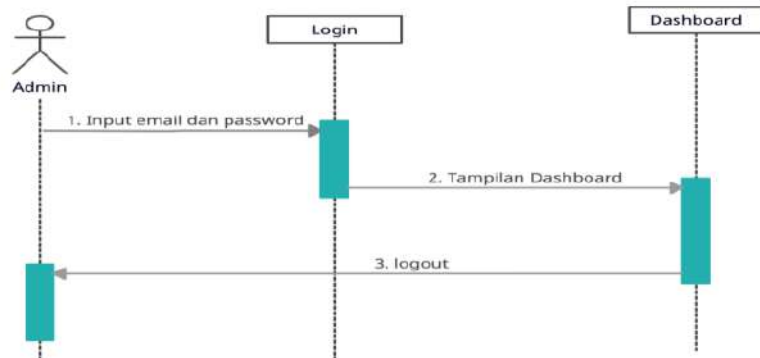 Login
Dashboard
Admin
1. Input email dan password
2. Tampilan Dashboard
3. logout